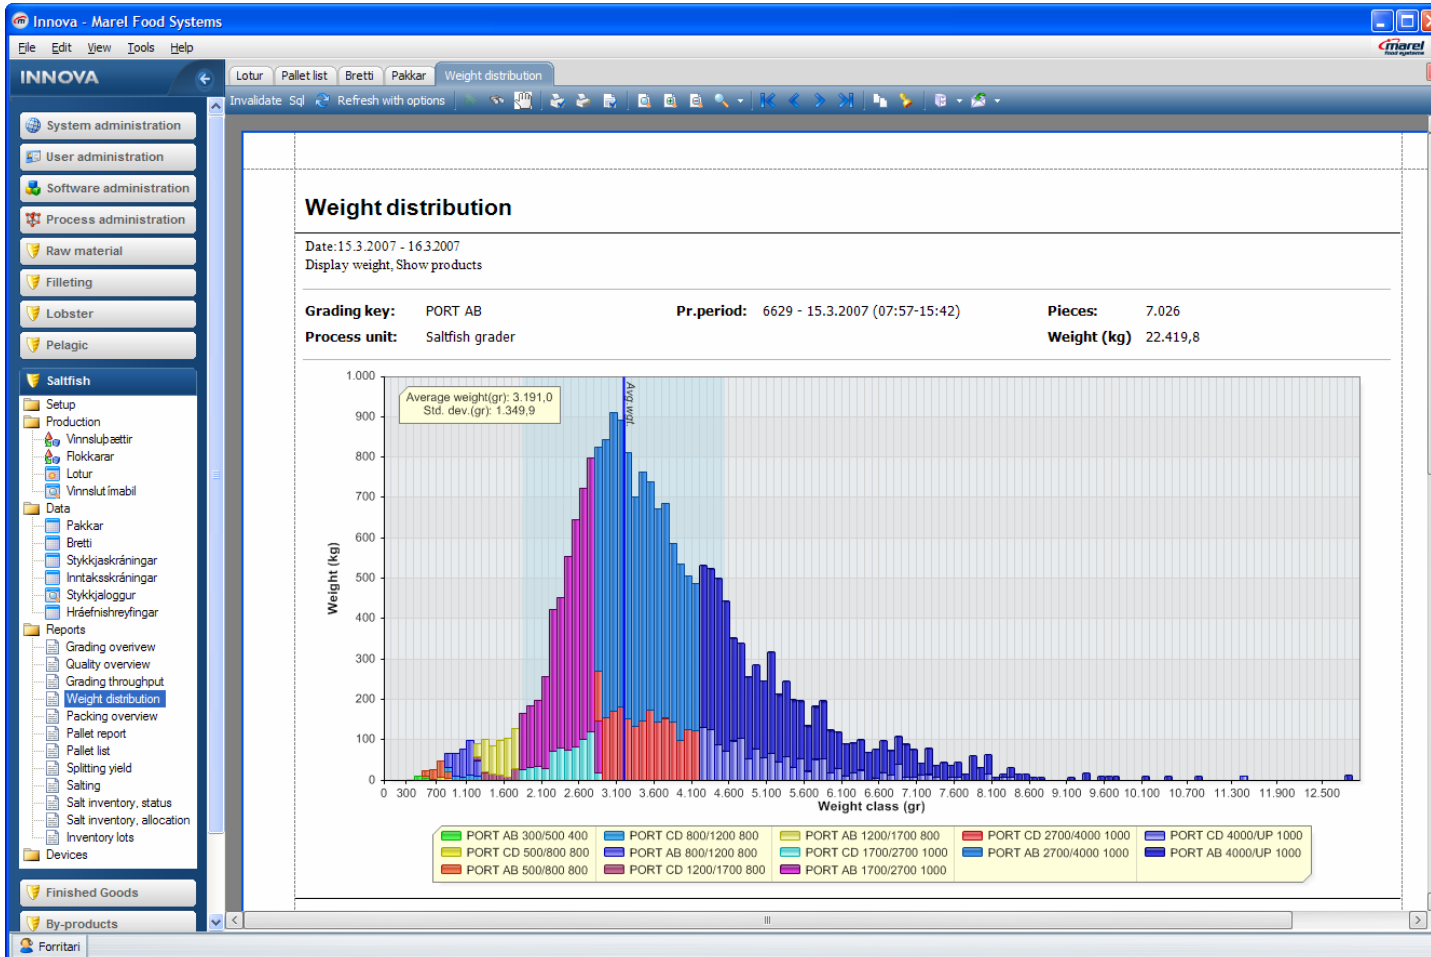 Innova - Marel Food Systems
File Edit View Tools Help
marel
food systems
INNOVA
Lotur Pallet list Bretti Pakkar Weight distribution
Invalidate Sql Refresh with options
System administration
User administration
Software administration
Process administration
Raw material
Filleting
Lobster
Pelagic
Saltfish
Setup
Production
Vinnsluþættir
Flokkarar
Lotur
Vinnslutímabil
Data
Pakkar
Bretti
Stykkjaskráningar
Inntaksskráningar
Stykkjaloggur
Hráefnishreyfingar
Reports
Grading overivew
Quality overview
Grading throughput
Weight distribution
Packing overview
Pallet report
Pallet list
Splitting yield
Salting
Salt inventory, status
Salt inventory, allocation
Inventory lots
Devices
Finished Goods
By-products
Forritari
Weight distribution
Date:15.3.2007 - 16.3.2007
Display weight, Show products
Grading key: PORT AB Pr.period: 6629 - 15.3.2007 (07:57-15:42) Pieces: 7.026
Process unit: Saltfish grader Weight (kg) 22.419,8
Average weight(gr): 3.191,0
Std. dev.(gr): 1.349,9
Avg.wgt.
Weight (kg)
1.000
900
800
700
600
500
400
300
200
100
0
0 300 700 1.100 1.600 2.100 2.600 3.100 3.600 4.100 4.600 5.100 5.600 6.100 6.600 7.100 7.600 8.100 8.600 9.100 9.600 10.100 10.700 11.300 11.900 12.500
Weight class (gr)
PORT AB 300/500 400 PORT CD 800/1200 800 PORT AB 1200/1700 800 PORT CD 2700/4000 1000 PORT CD 4000/UP 1000
PORT CD 500/800 800 PORT AB 800/1200 800 PORT CD 1700/2700 1000 PORT AB 2700/4000 1000 PORT AB 4000/UP 1000
PORT AB 500/800 800 PORT CD 1200/1700 800 PORT AB 1700/2700 1000